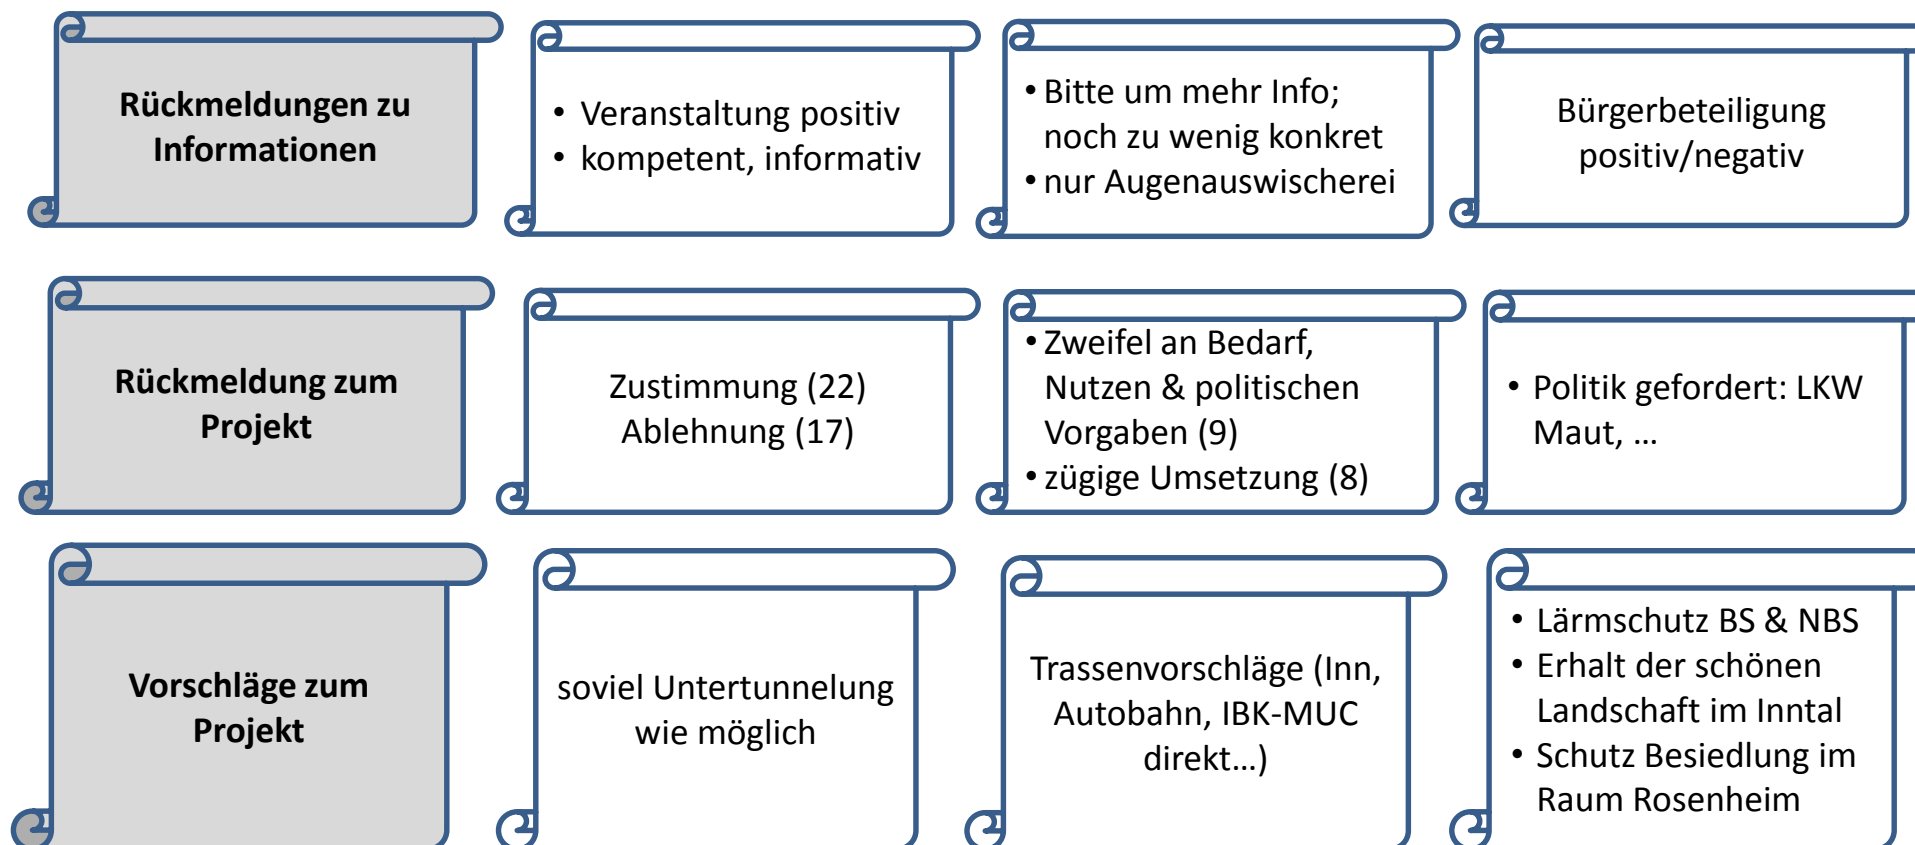 Rückmeldungen zu
Informationen
• Veranstaltung positiv
• kompetent, informativ
• Bitte um mehr Info;
noch zu wenig konkret
• nur Augenauswischerei
Bürgerbeteiligung
positiv/negativ
Rückmeldung zum
Projekt
Zustimmung (22)
Ablehnung (17)
• Zweifel an Bedarf,
Nutzen & politischen
Vorgaben (9)
• zügige Umsetzung (8)
• Politik gefordert: LKW
Maut, …
Vorschläge zum
Projekt
soviel Untertunnelung
wie möglich
Trassenvorschläge (Inn,
Autobahn, IBK-MUC
direkt…)
• Lärmschutz BS & NBS
• Erhalt der schönen
Landschaft im Inntal
• Schutz Besiedlung im
Raum Rosenheim